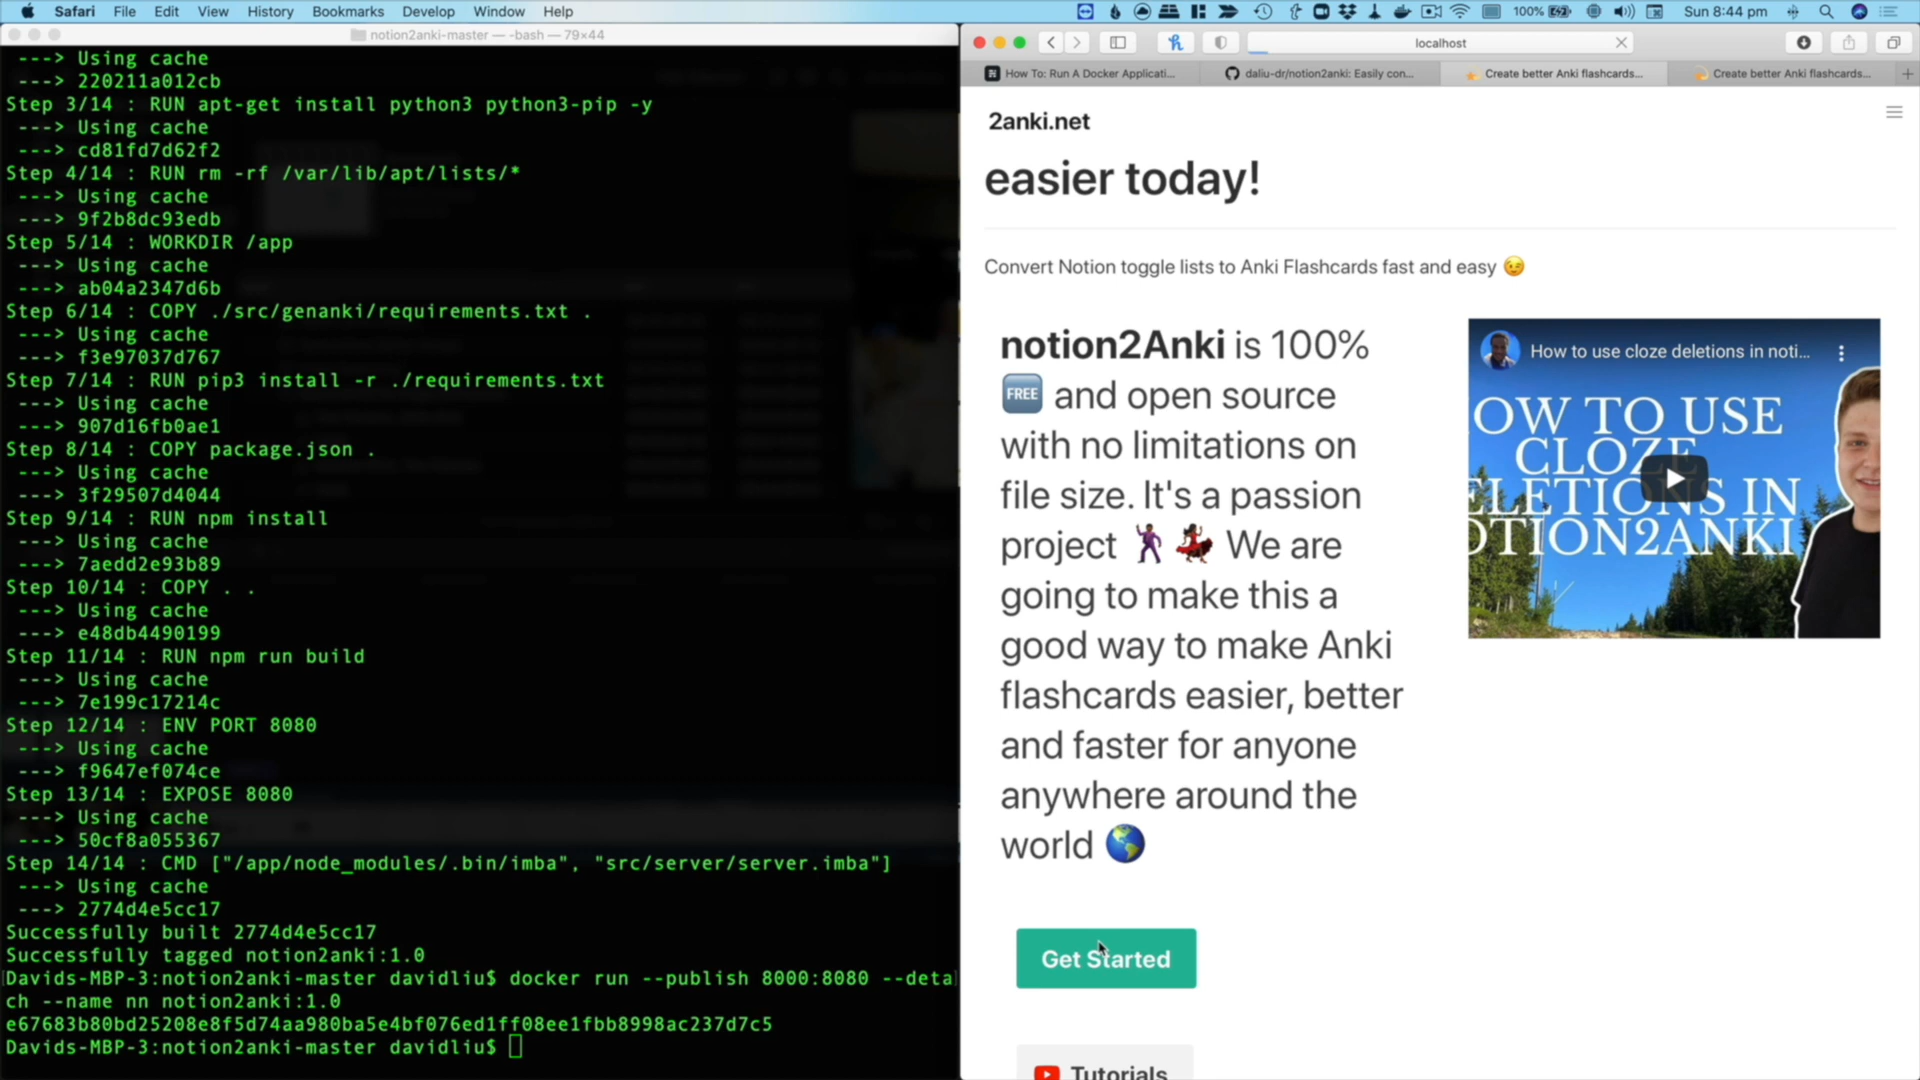 Safari File Edit View History Bookmarks Develop Window Help
100% Sun 8:44 pm
notion2anki-master — -bash — 79×44
---> Using cache
---> 220211a012cb
Step 3/14 : RUN apt-get install python3 python3-pip -y
---> Using cache
---> cd81fd7d62f2
Step 4/14 : RUN rm -rf /var/lib/apt/lists/*
---> Using cache
---> 9f2b8dc93edb
Step 5/14 : WORKDIR /app
---> Using cache
---> ab04a2347d6b
Step 6/14 : COPY ./src/genanki/requirements.txt .
---> Using cache
---> f3e97037d767
Step 7/14 : RUN pip3 install -r ./requirements.txt
---> Using cache
---> 907d16fb0ae1
Step 8/14 : COPY package.json .
---> Using cache
---> 3f29507d4044
Step 9/14 : RUN npm install
---> Using cache
---> 7aedd2e93b89
Step 10/14 : COPY . .
---> Using cache
---> e48db4490199
Step 11/14 : RUN npm run build
---> Using cache
---> 7e199c17214c
Step 12/14 : ENV PORT 8080
---> Using cache
---> f9647ef074ce
Step 13/14 : EXPOSE 8080
---> Using cache
---> 50cf8a055367
Step 14/14 : CMD ["/app/node_modules/.bin/imba", "src/server/server.imba"]
---> Using cache
---> 2774d4e5cc17
Successfully built 2774d4e5cc17
Successfully tagged notion2anki:1.0
Davids-MBP-3:notion2anki-master davidliu$ docker run --publish 8000:8080 --deta
ch --name nn notion2anki:1.0
e67683b80bd25208e8f5d74aa980ba5e4bf076ed1ff08ee1fbb8998ac237d7c5
Davids-MBP-3:notion2anki-master davidliu$
localhost
How To: Run A Docker Applicati...
daliu-dr/notion2anki: Easily con...
Create better Anki flashcards...
Create better Anki flashcards...
2anki.net
easier today!
Convert Notion toggle lists to Anki Flashcards fast and easy 😉
notion2Anki is 100%
🆓 and open source
with no limitations on
file size. It's a passion
project 🕺🏾 💃🏾 We are
going to make this a
good way to make Anki
flashcards easier, better
and faster for anyone
anywhere around the
world 🌎
How to use cloze deletions in noti...
OW TO USE
CLOZE
LETIONS IN
OTION2ANKI
Get Started
Tutorials